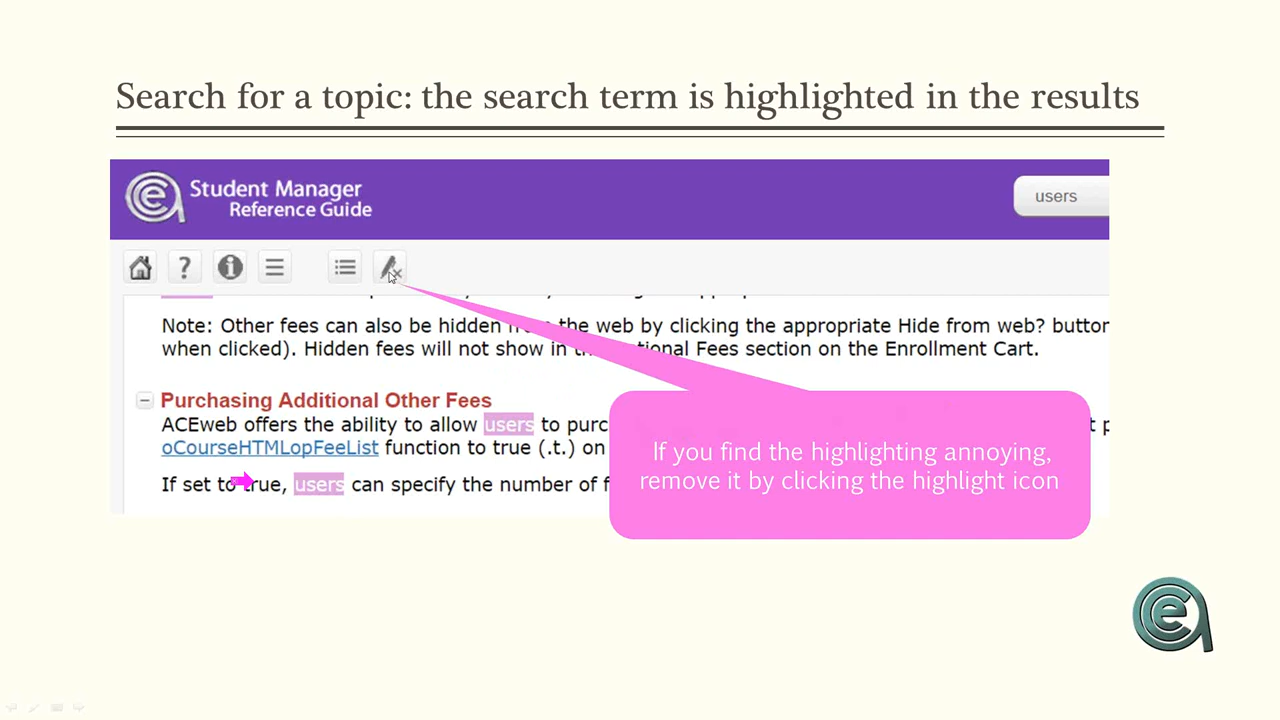 Search for a topic: the search term is highlighted in the results
Student Manager
Reference Guide
users
Note: Other fees can also be hidden from the web by clicking the appropriate Hide from web? button
when clicked). Hidden fees will not show in the Optional Fees section on the Enrollment Cart.
Purchasing Additional Other Fees
ACEweb offers the ability to allow users to purc
oCourseHTMLopFeeList function to true (.t.) on
If set to true, users can specify the number of f
If you find the highlighting annoying,
remove it by clicking the highlight icon